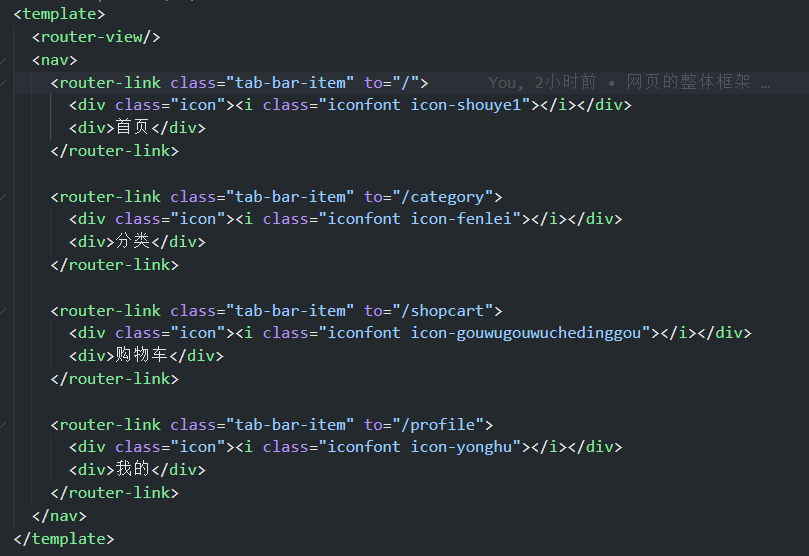 <template>
<router-view/>
<nav>
<router-link class="tab-bar-item" to="/"> You, 2小时前 • 网页的整体框架 …
<div class="icon"><i class="iconfont icon-shouye1"></i></div>
<div>首页</div>
</router-link>
<router-link class="tab-bar-item" to="/category">
<div class="icon"><i class="iconfont icon-fenlei"></i></div>
<div>分类</div>
</router-link>
<router-link class="tab-bar-item" to="/shopcart">
<div class="icon"><i class="iconfont icon-gouwugouwuchedinggou"></i></div>
<div>购物车</div>
</router-link>
<router-link class="tab-bar-item" to="/profile">
<div class="icon"><i class="iconfont icon-yonghu"></i></div>
<div>我的</div>
</router-link>
</nav>
</template>